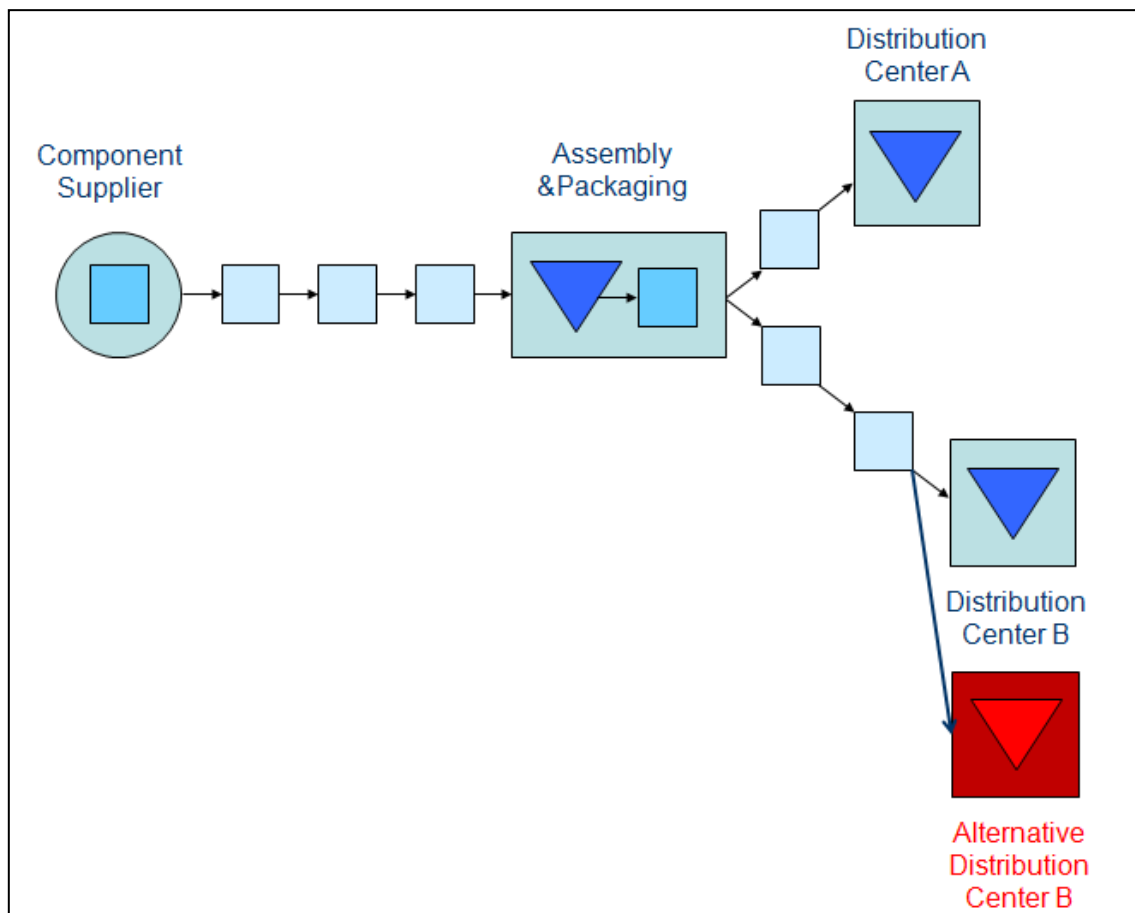 Distribution
Center A
Component
Supplier
Assembly
&Packaging
Distribution
Center B
Alternative
Distribution
Center B